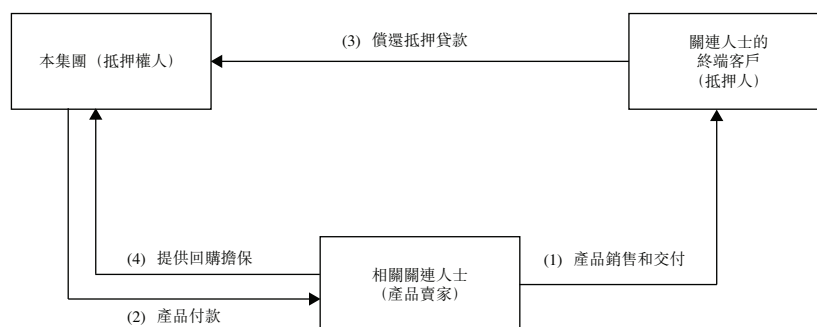 本集團（抵押權人）
(3) 償還抵押貸款
關連人士的
終端客戶
（抵押人）
(4) 提供回購擔保
相關關連人士
（產品賣家）
(1) 產品銷售和交付
(2) 產品付款